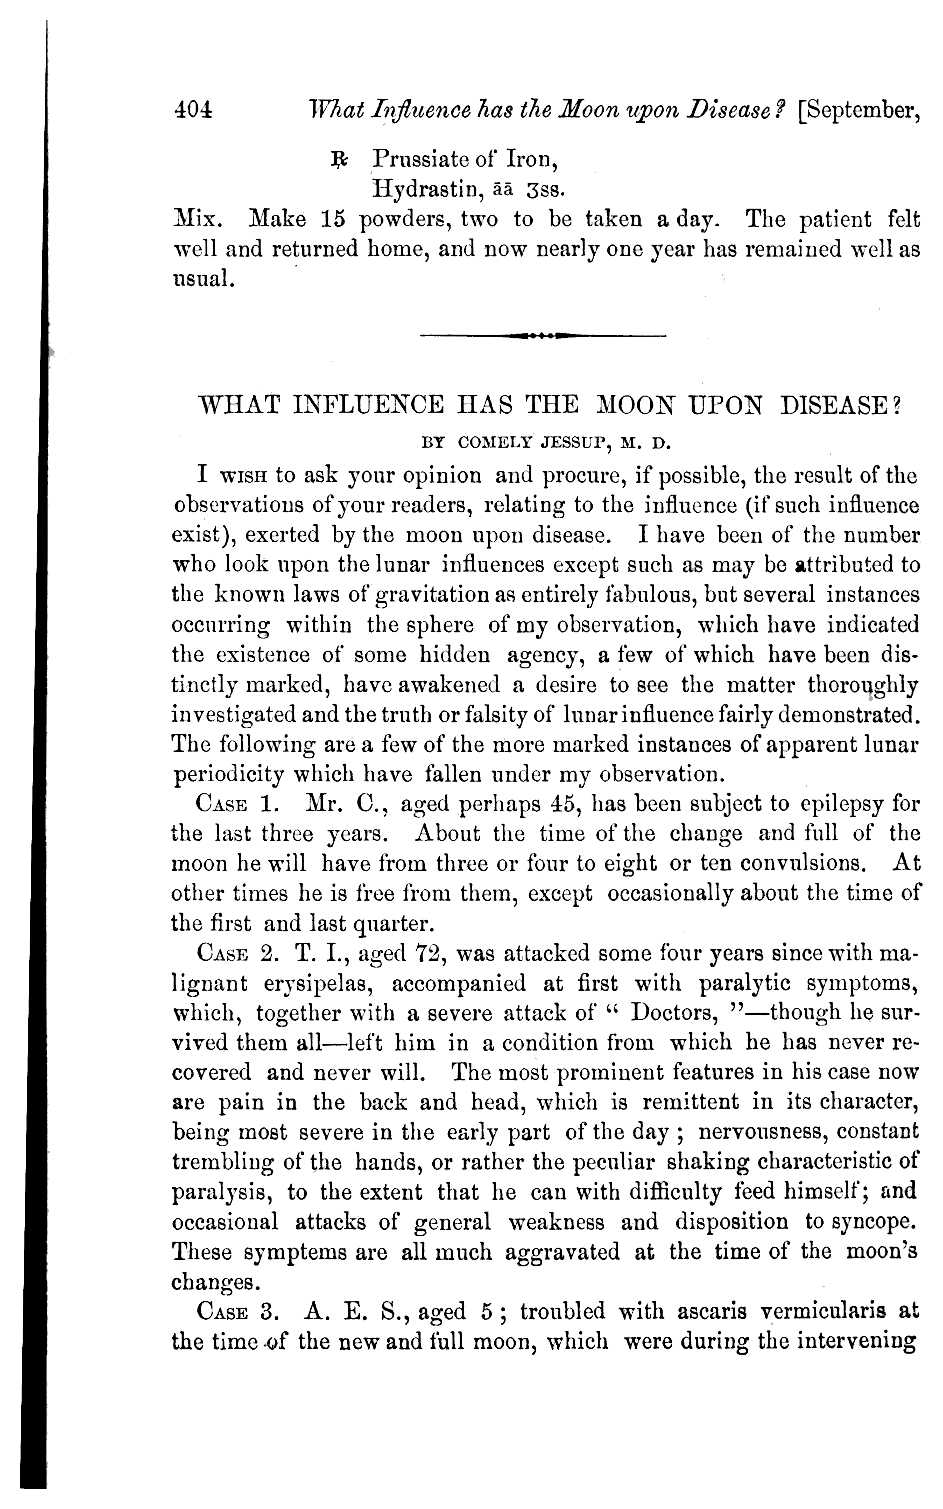 404 What Influence has the Moon upon Disease? [September,
℞ Prussiate of Iron,
Hydrastin, āā ʒss.
Mix. Make 15 powders, two to be taken a day. The patient felt
well and returned home, and now nearly one year has remained well as
usual.
WHAT INFLUENCE HAS THE MOON UPON DISEASE?
BY COMELY JESSUP, M. D.
I WISH to ask your opinion and procure, if possible, the result of the
observations of your readers, relating to the influence (if such influence
exist), exerted by the moon upon disease. I have been of the number
who look upon the lunar influences except such as may be attributed to
the known laws of gravitation as entirely fabulous, but several instances
occurring within the sphere of my observation, which have indicated
the existence of some hidden agency, a few of which have been dis-
tinctly marked, have awakened a desire to see the matter thoroughly
investigated and the truth or falsity of lunar influence fairly demonstrated.
The following are a few of the more marked instances of apparent lunar
periodicity which have fallen under my observation.
CASE 1. Mr. C., aged perhaps 45, has been subject to epilepsy for
the last three years. About the time of the change and full of the
moon he will have from three or four to eight or ten convulsions. At
other times he is free from them, except occasionally about the time of
the first and last quarter.
CASE 2. T. I., aged 72, was attacked some four years since with ma-
lignant erysipelas, accompanied at first with paralytic symptoms,
which, together with a severe attack of “ Doctors, ”—though he sur-
vived them all—left him in a condition from which he has never re-
covered and never will. The most prominent features in his case now
are pain in the back and head, which is remittent in its character,
being most severe in the early part of the day ; nervousness, constant
trembling of the hands, or rather the peculiar shaking characteristic of
paralysis, to the extent that he can with difficulty feed himself; and
occasional attacks of general weakness and disposition to syncope.
These symptems are all much aggravated at the time of the moon's
changes.
CASE 3. A. E. S., aged 5 ; troubled with ascaris vermicularis at
the time of the new and full moon, which were during the intervening